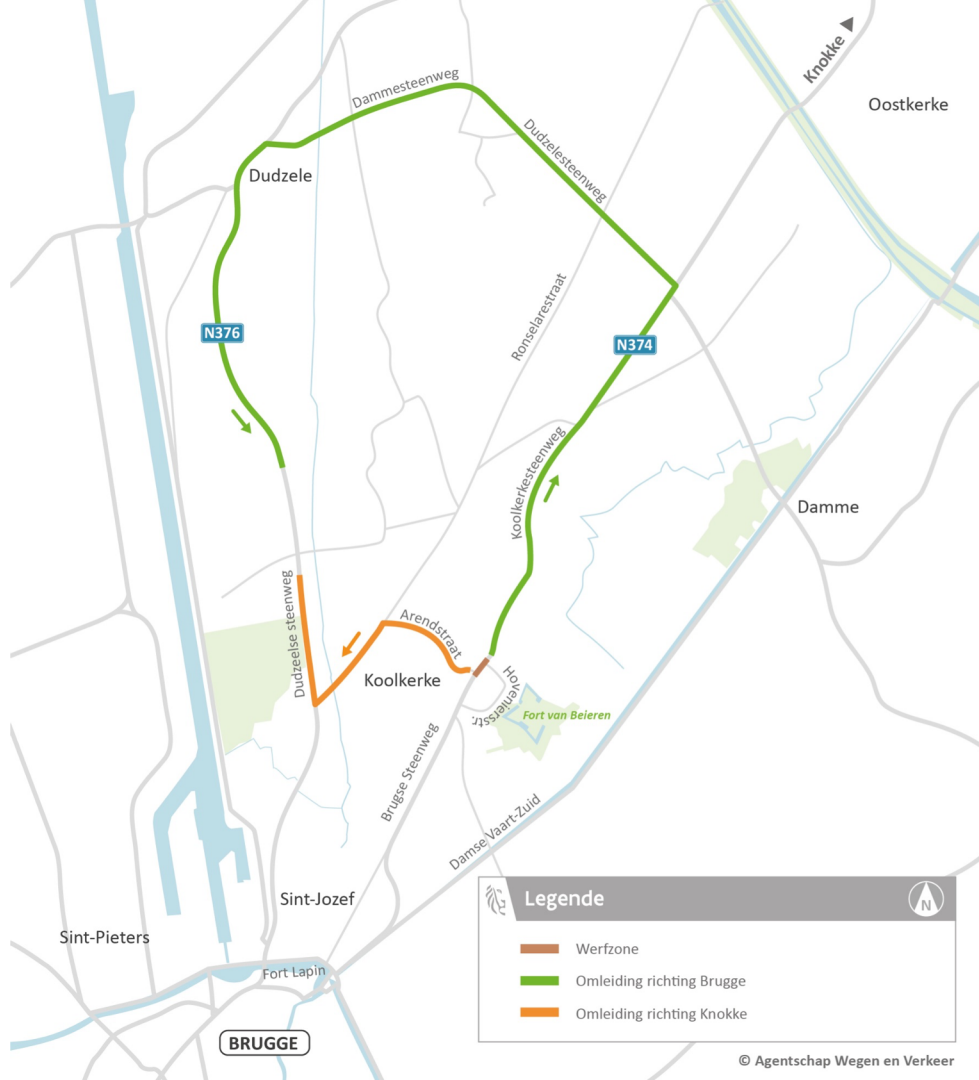 Knokke
Oostkerke
Dammesteenweg
Dudzelesteenweg
Dudzele
Ronselarestraat
N376
N374
Koolkerkesteenweg
Damme
Dudzeelse steenweg
Arendstraat
Koolkerke
Hoveniersstr.
Fort van Beieren
Brugse Steenweg
Damse Vaart-Zuid
Sint-Jozef
Sint-Pieters
Fort Lapin
BRUGGE
Legende
N
Werfzone
Omleiding richting Brugge
Omleiding richting Knokke
© Agentschap Wegen en Verkeer